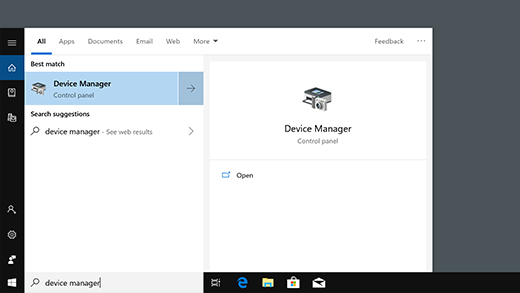 All Apps Documents Email Web More Feedback ...
Best match
Device Manager
Control panel
Search suggestions
device manager - See web results
Device Manager
Control panel
Open
device manager